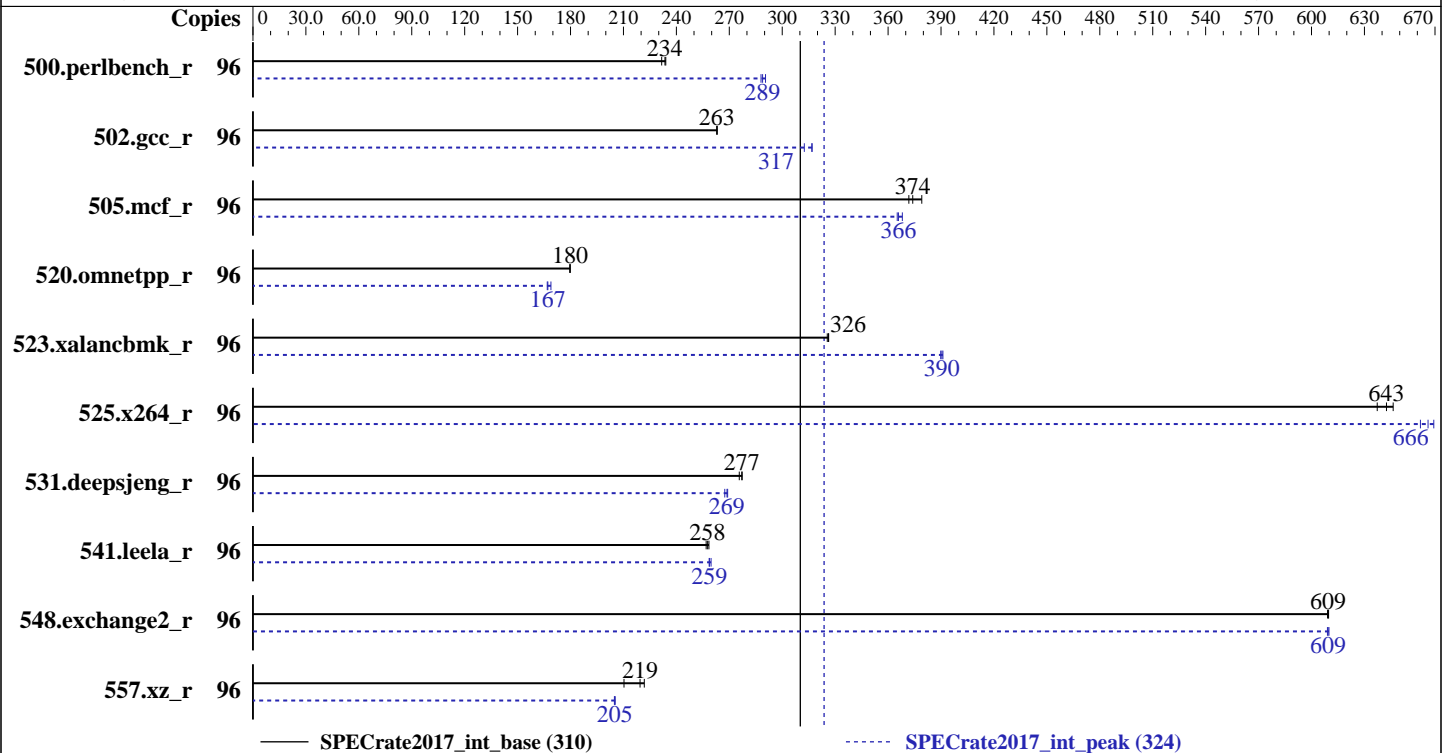 Copies 0 30.0 60.0 90.0 120 150 180 210 240 270 300 330 360 390 420 450 480 510 540 570 600 630 670
234
500.perlbench_r 96
289
263
502.gcc_r 96
317
374
505.mcf_r 96
366
180
520.omnetpp_r 96
167
326
523.xalancbmk_r 96
390
643
525.x264_r 96
666
277
531.deepsjeng_r 96
269
258
541.leela_r 96
259
609
548.exchange2_r 96
609
219
557.xz_r 96
205
SPECrate2017_int_base (310) SPECrate2017_int_peak (324)